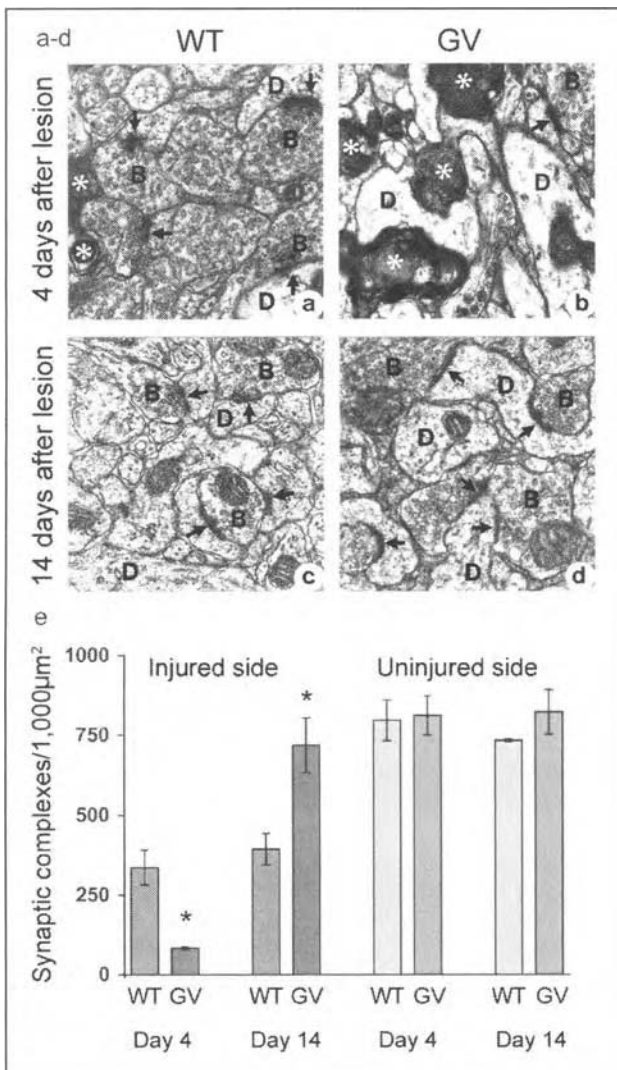 a-d WT GV
4 days after lesion
D B B B D a
* *
* * * * B D D b
14 days after lesion
B B D B D c
B D B D B D d
e
Synaptic complexes/1,000µm²
1000
750
500
250
0
Injured side Uninjured side
* *
WT GV WT GV WT GV WT GV
Day 4 Day 14 Day 4 Day 14